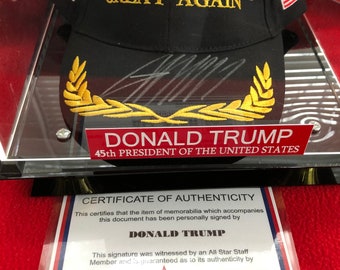 GREAT AGAIN
DONALD TRUMP
45th PRESIDENT OF THE UNITED STATES
CERTIFICATE OF AUTHENTICITY
This certifies that the item of memorabilia which accompanies
this document has been personally signed by
DONALD TRUMP
This signature was witnessed by an All Star Staff
Member and is guaranteed as to its authenticity by